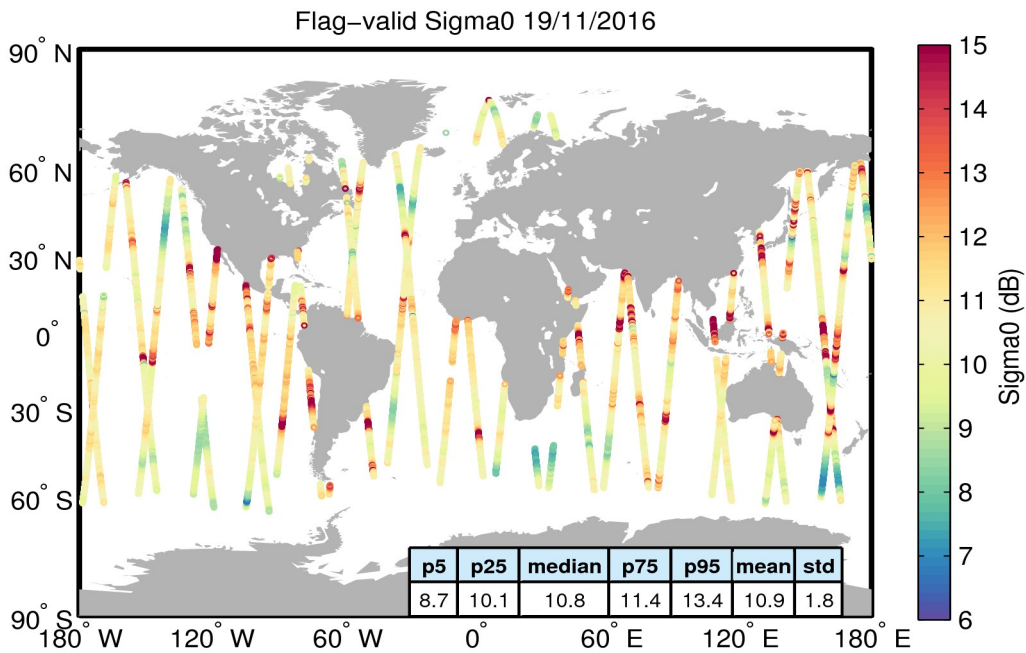 Flag−valid Sigma0 19/11/2016
90° N
60° N
30° N
0°
30° S
60° S
90° S
180° W
120° W
60° W
0°
60° E
120° E
180° E
p5 p25 median p75 p95 mean std
8.7 10.1 10.8 11.4 13.4 10.9 1.8
15
14
13
12
11
10
9
8
7
6
Sigma0 (dB)